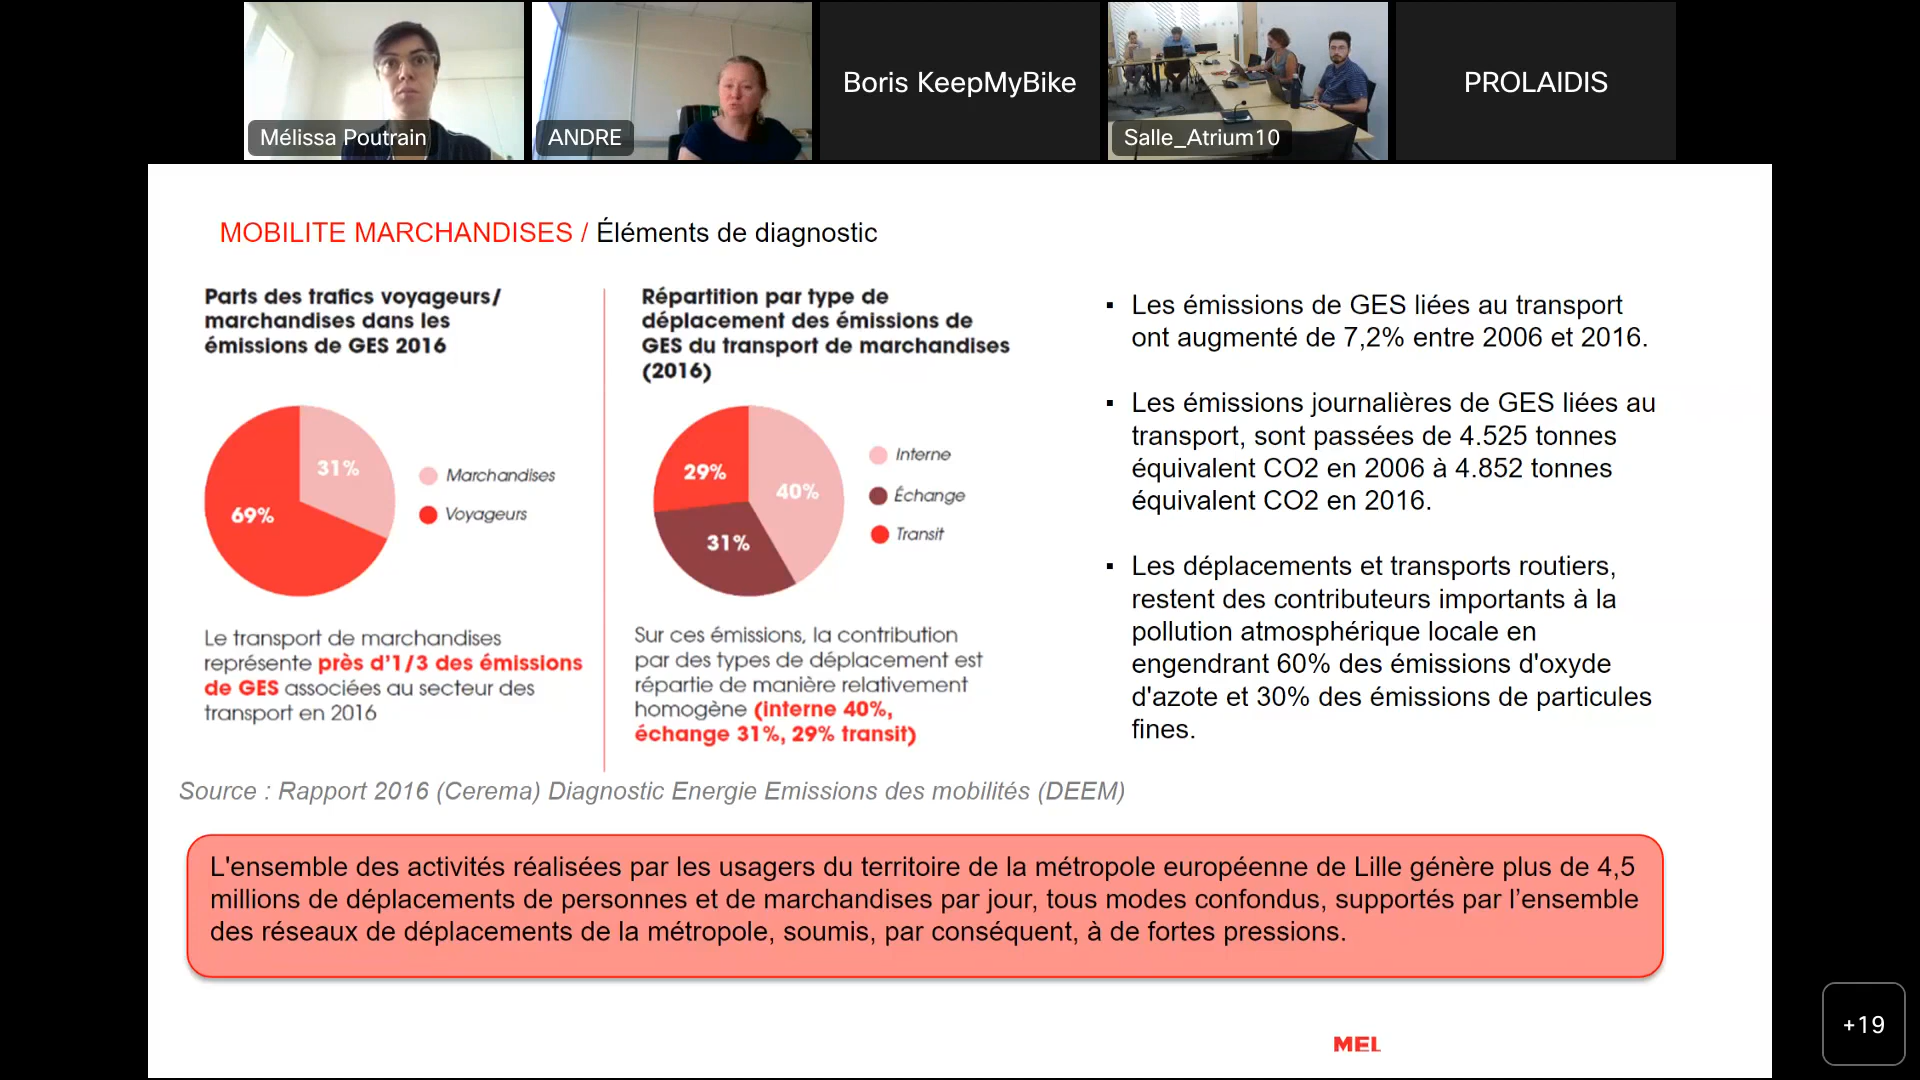 Mélissa Poutrain
ANDRE
Boris KeepMyBike
Salle_Atrium10
PROLAIDIS
MOBILITE MARCHANDISES / Éléments de diagnostic
Parts des trafics voyageurs/
marchandises dans les
émissions de GES 2016
31%
69%
Marchandises
Voyageurs
Le transport de marchandises
représente près d'1/3 des émissions
de GES associées au secteur des
transport en 2016
Répartition par type de
déplacement des émissions de
GES du transport de marchandises
(2016)
29%
40%
31%
Interne
Échange
Transit
Sur ces émissions, la contribution
par des types de déplacement est
répartie de manière relativement
homogène (interne 40%,
échange 31%, 29% transit)
▪ Les émissions de GES liées au transport
ont augmenté de 7,2% entre 2006 et 2016.
▪ Les émissions journalières de GES liées au
transport, sont passées de 4.525 tonnes
équivalent CO2 en 2006 à 4.852 tonnes
équivalent CO2 en 2016.
▪ Les déplacements et transports routiers,
restent des contributeurs importants à la
pollution atmosphérique locale en
engendrant 60% des émissions d'oxyde
d'azote et 30% des émissions de particules
fines.
Source : Rapport 2016 (Cerema) Diagnostic Energie Emissions des mobilités (DEEM)
L'ensemble des activités réalisées par les usagers du territoire de la métropole européenne de Lille génère plus de 4,5
millions de déplacements de personnes et de marchandises par jour, tous modes confondus, supportés par l’ensemble
des réseaux de déplacements de la métropole, soumis, par conséquent, à de fortes pressions.
MEL
+19